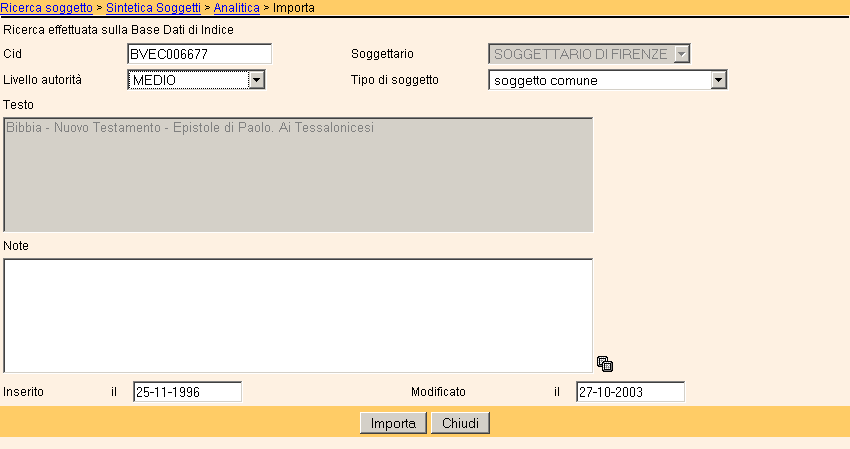 Ricerca soggetto > Sintetica Soggetti > Analitica > Importa
Ricerca effettuata sulla Base Dati di Indice
Cid BVEC006677 Soggettario SOGGETTARIO DI FIRENZE
Livello autorità MEDIO Tipo di soggetto soggetto comune
Testo
Bibbia - Nuovo Testamento - Epistole di Paolo. Ai Tessalonicesi
Note
Inserito il 25-11-1996 Modificato il 27-10-2003
Importa Chiudi